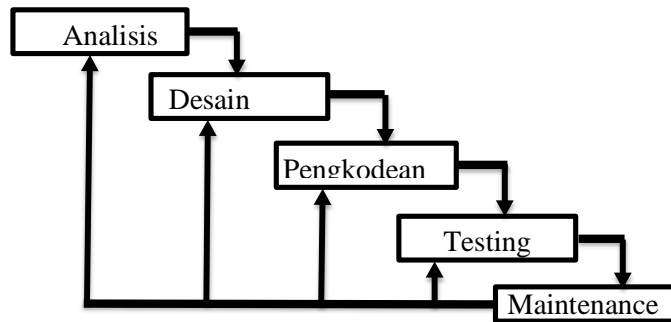 Analisis
Desain
Pengkodean
Testing
Maintenance